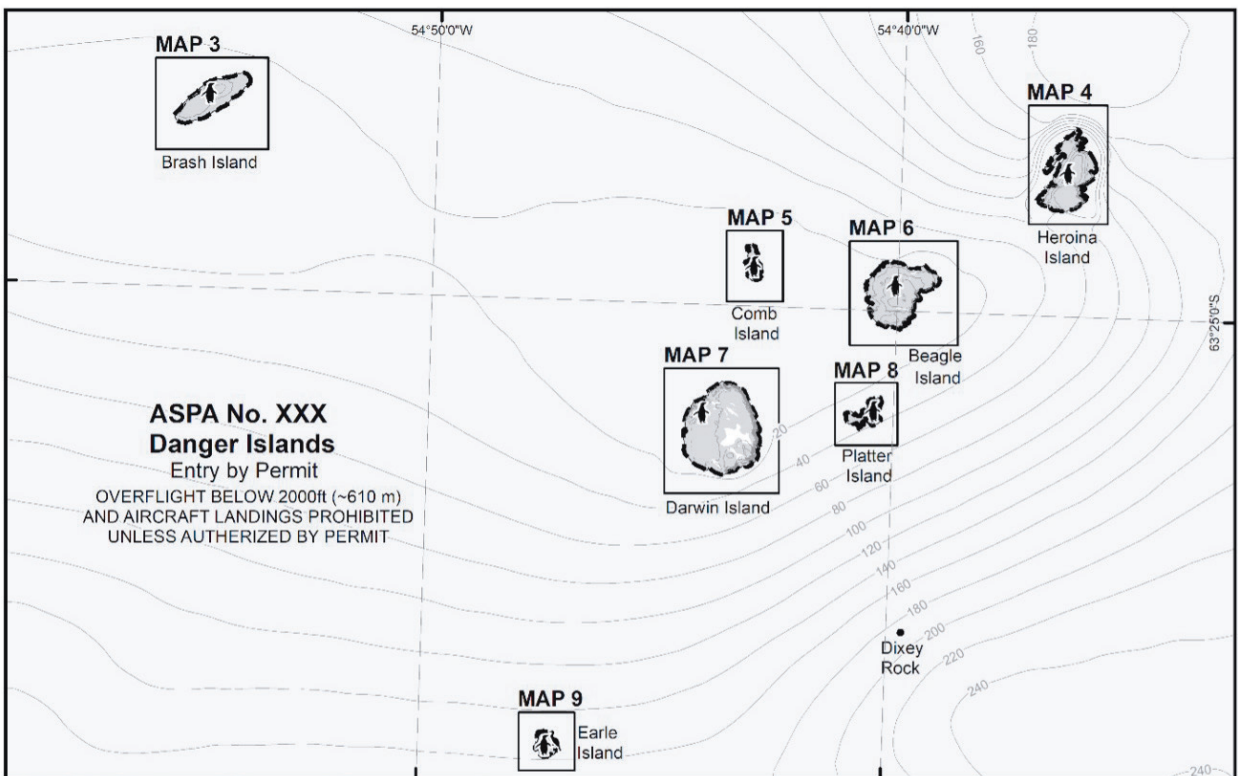 54°50'0"W
54°40'0"W
160
180
MAP 3
Brash Island
MAP 4
Heroina
Island
MAP 5
Comb
Island
MAP 6
Beagle
Island
63°25'0"S
MAP 7
Darwin Island
MAP 8
Platter
Island
ASPA No. XXX
Danger Islands
Entry by Permit
OVERFLIGHT BELOW 2000ft (~610 m)
AND AIRCRAFT LANDINGS PROHIBITED
UNLESS AUTHERIZED BY PERMIT
20
40
60
80
100
120
140
160
180
200
220
240
Dixey
Rock
MAP 9
Earle
Island
240